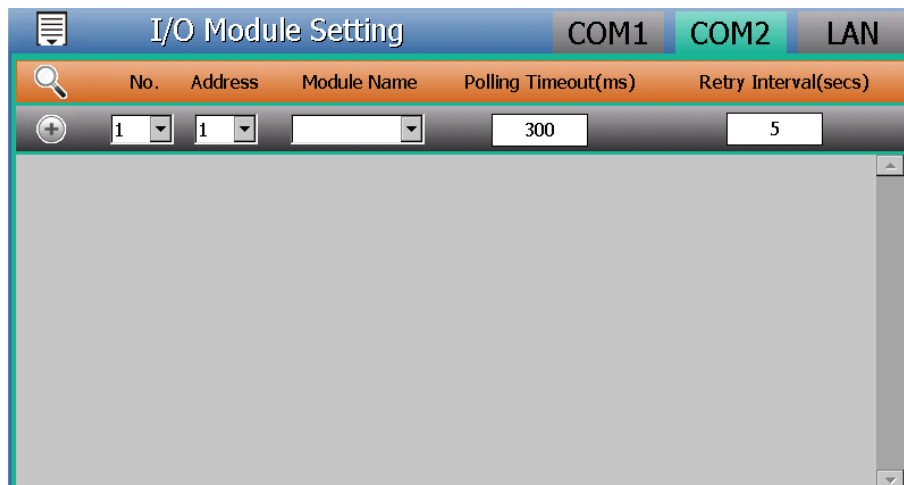 I/O Module Setting COM1 COM2 LAN
No. Address Module Name Polling Timeout(ms) Retry Interval(secs)
1 1 300 5